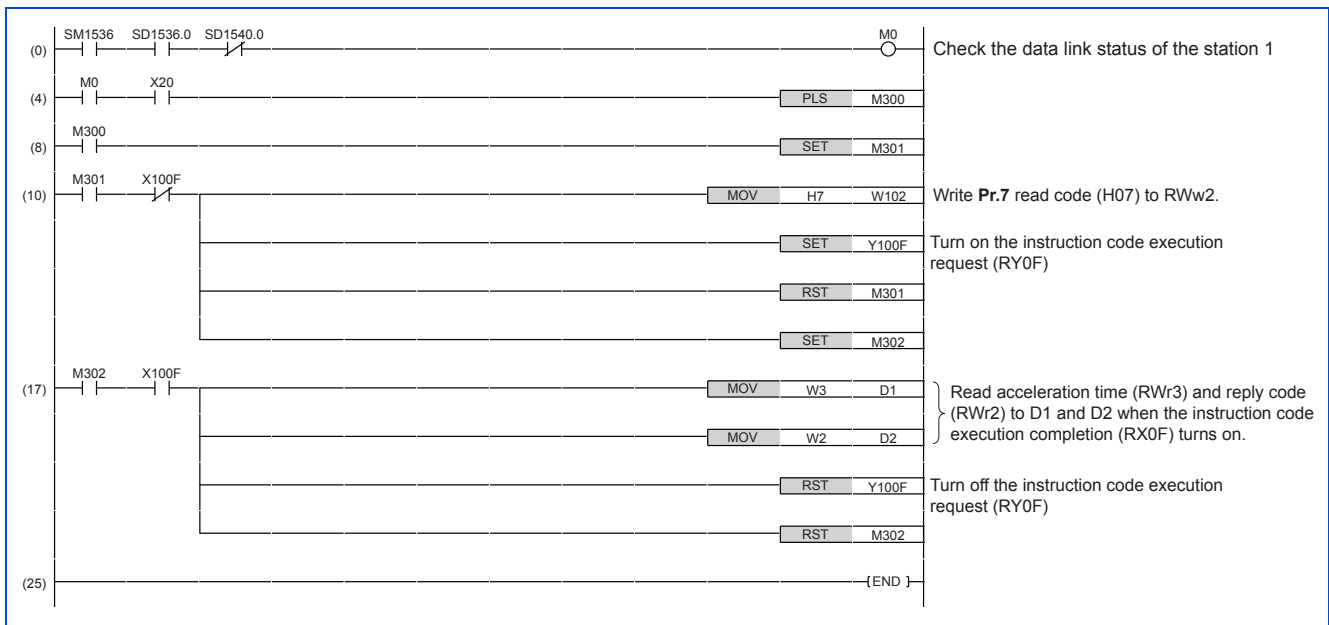 SM1536 SD1536.0 SD1540.0 M0
(0) Check the data link status of the station 1
M0 X20
(4) PLS M300
M300
(8) SET M301
M301 X100F
(10) MOV H7 W102 Write Pr.7 read code (H07) to RWw2.
SET Y100F Turn on the instruction code execution
request (RY0F)
RST M301
SET M302
M302 X100F
(17) MOV W3 D1 Read acceleration time (RWr3) and reply code
(RWr2) to D1 and D2 when the instruction code
MOV W2 D2 execution completion (RX0F) turns on.
RST Y100F Turn off the instruction code execution
request (RY0F)
RST M302
(25) END